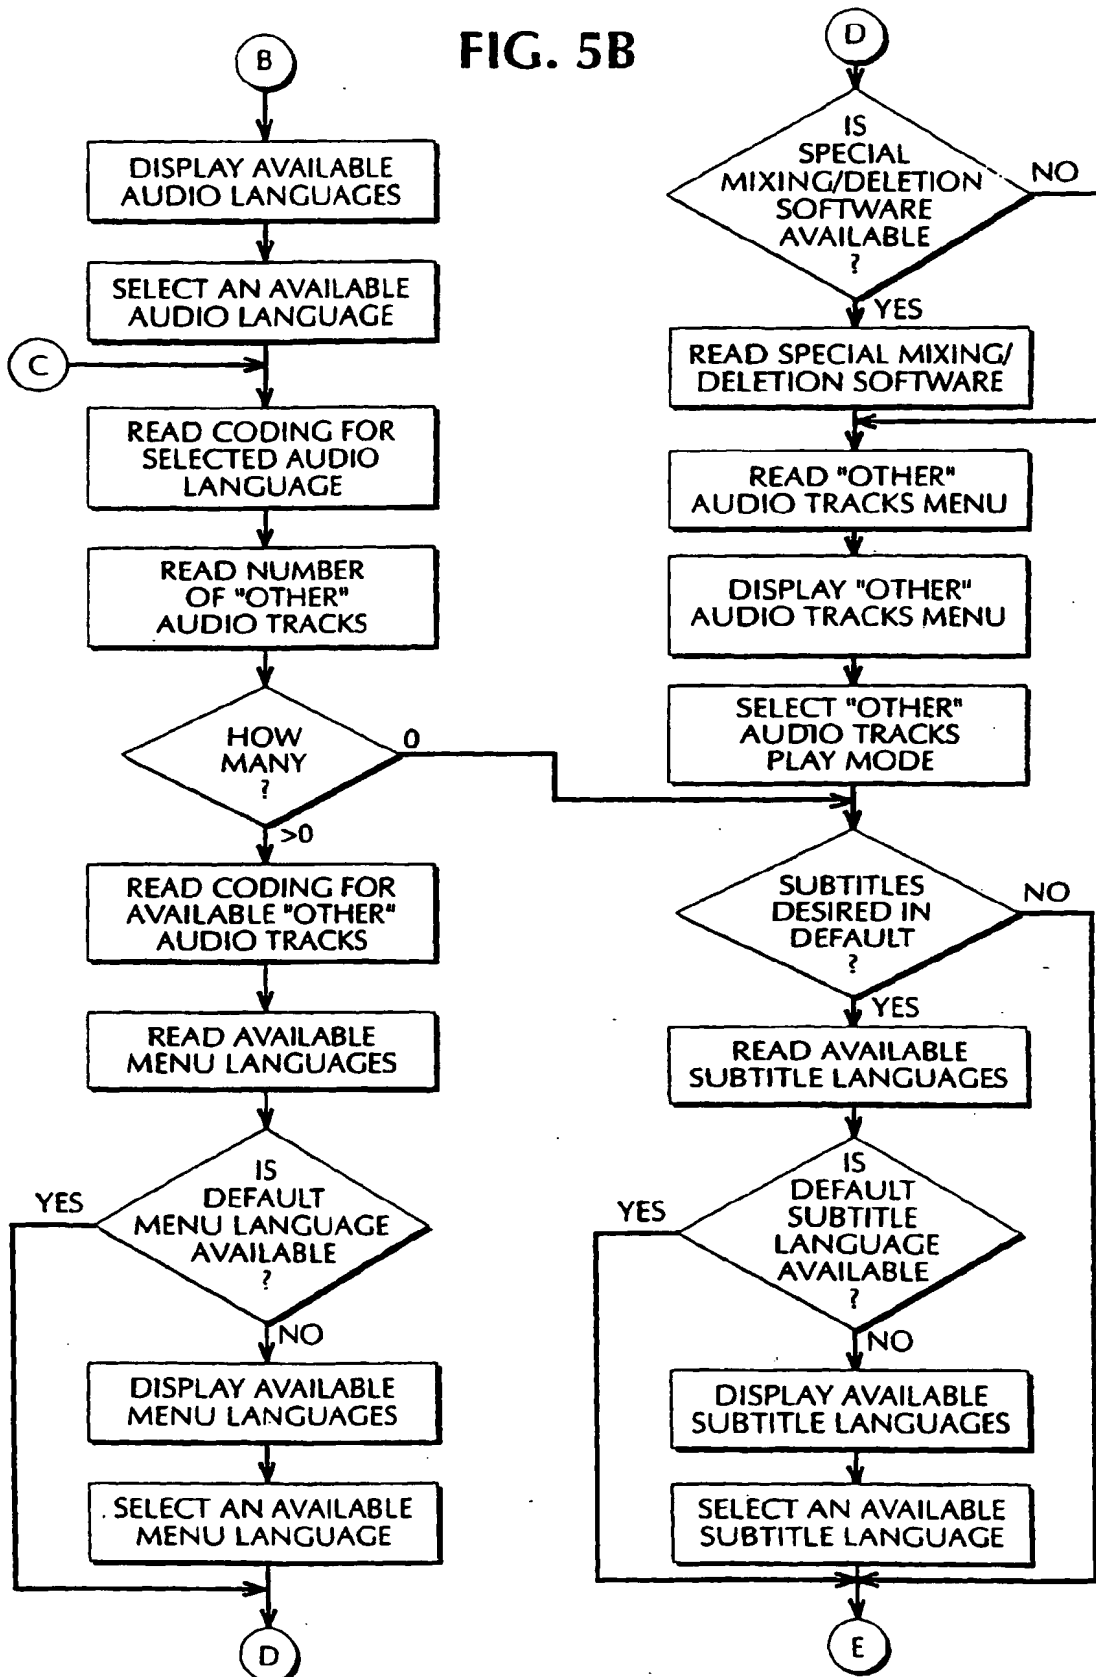 FIG. 5B
B
DISPLAY AVAILABLE
AUDIO LANGUAGES
SELECT AN AVAILABLE
AUDIO LANGUAGE
C
READ CODING FOR
SELECTED AUDIO
LANGUAGE
READ NUMBER
OF "OTHER"
AUDIO TRACKS
HOW
MANY
?
0
>0
READ CODING FOR
AVAILABLE "OTHER"
AUDIO TRACKS
READ AVAILABLE
MENU LANGUAGES
IS
DEFAULT
MENU LANGUAGE
AVAILABLE
?
YES
NO
DISPLAY AVAILABLE
MENU LANGUAGES
SELECT AN AVAILABLE
MENU LANGUAGE
D
D
IS
SPECIAL
MIXING/DELETION
SOFTWARE
AVAILABLE
?
NO
YES
READ SPECIAL MIXING/
DELETION SOFTWARE
READ "OTHER"
AUDIO TRACKS MENU
DISPLAY "OTHER"
AUDIO TRACKS MENU
SELECT "OTHER"
AUDIO TRACKS
PLAY MODE
SUBTITLES
DESIRED IN
DEFAULT
?
NO
YES
READ AVAILABLE
SUBTITLE LANGUAGES
IS
DEFAULT
SUBTITLE
LANGUAGE
AVAILABLE
?
YES
NO
DISPLAY AVAILABLE
SUBTITLE LANGUAGES
SELECT AN AVAILABLE
SUBTITLE LANGUAGE
E